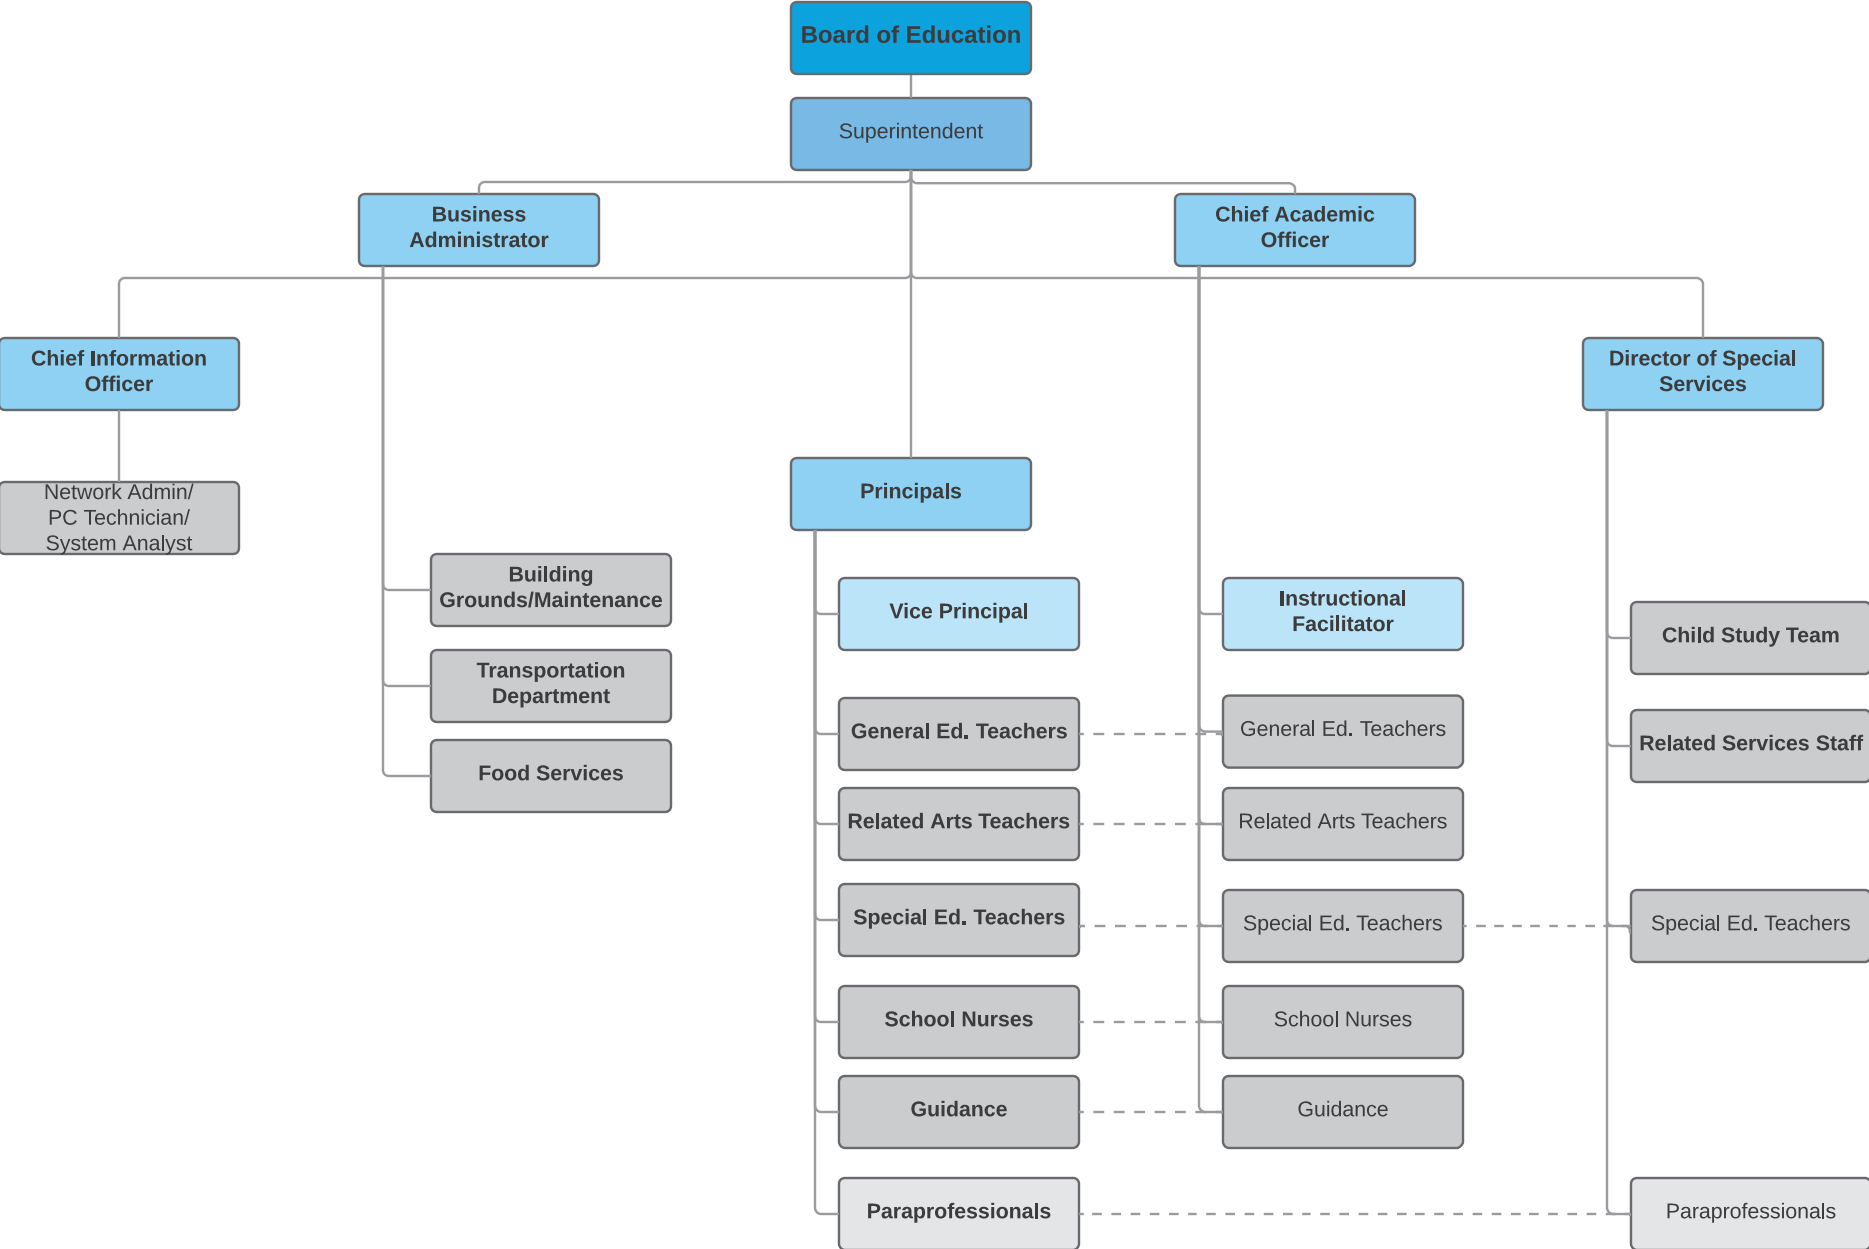 Board of Education
Superintendent
Business
Administrator
Chief Academic
Officer
Chief Information
Officer
Director of Special
Services
Network Admin/
PC Technician/
System Analyst
Principals
Building
Grounds/Maintenance
Transportation
Department
Food Services
Vice Principal
General Ed. Teachers
Related Arts Teachers
Special Ed. Teachers
School Nurses
Guidance
Paraprofessionals
Instructional
Facilitator
General Ed. Teachers
Related Arts Teachers
Special Ed. Teachers
School Nurses
Guidance
Child Study Team
Related Services Staff
Special Ed. Teachers
Paraprofessionals